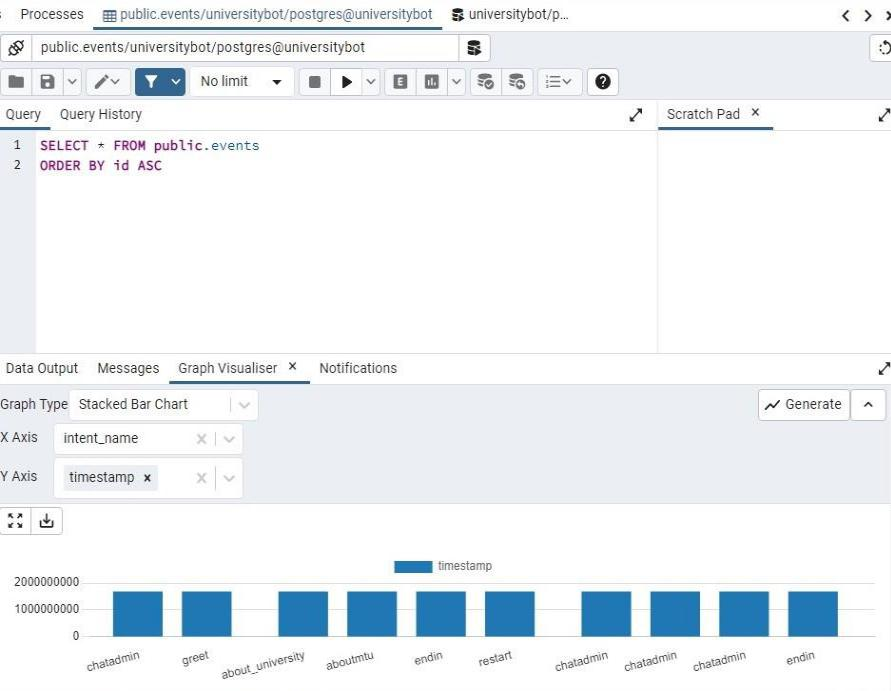 Processes public.events/universitybot/postgres@universitybot universitybot/p...
public.events/universitybot/postgres@universitybot
No limit E ?
Query Query History Scratch Pad ×
1 SELECT * FROM public.events
2 ORDER BY id ASC
Data Output Messages Graph Visualiser × Notifications
Graph Type Stacked Bar Chart Generate
X Axis intent_name
Y Axis timestamp ×
timestamp
2000000000
1000000000
0
chatadmin greet about_university aboutmtu endin restart chatadmin chatadmin chatadmin endin